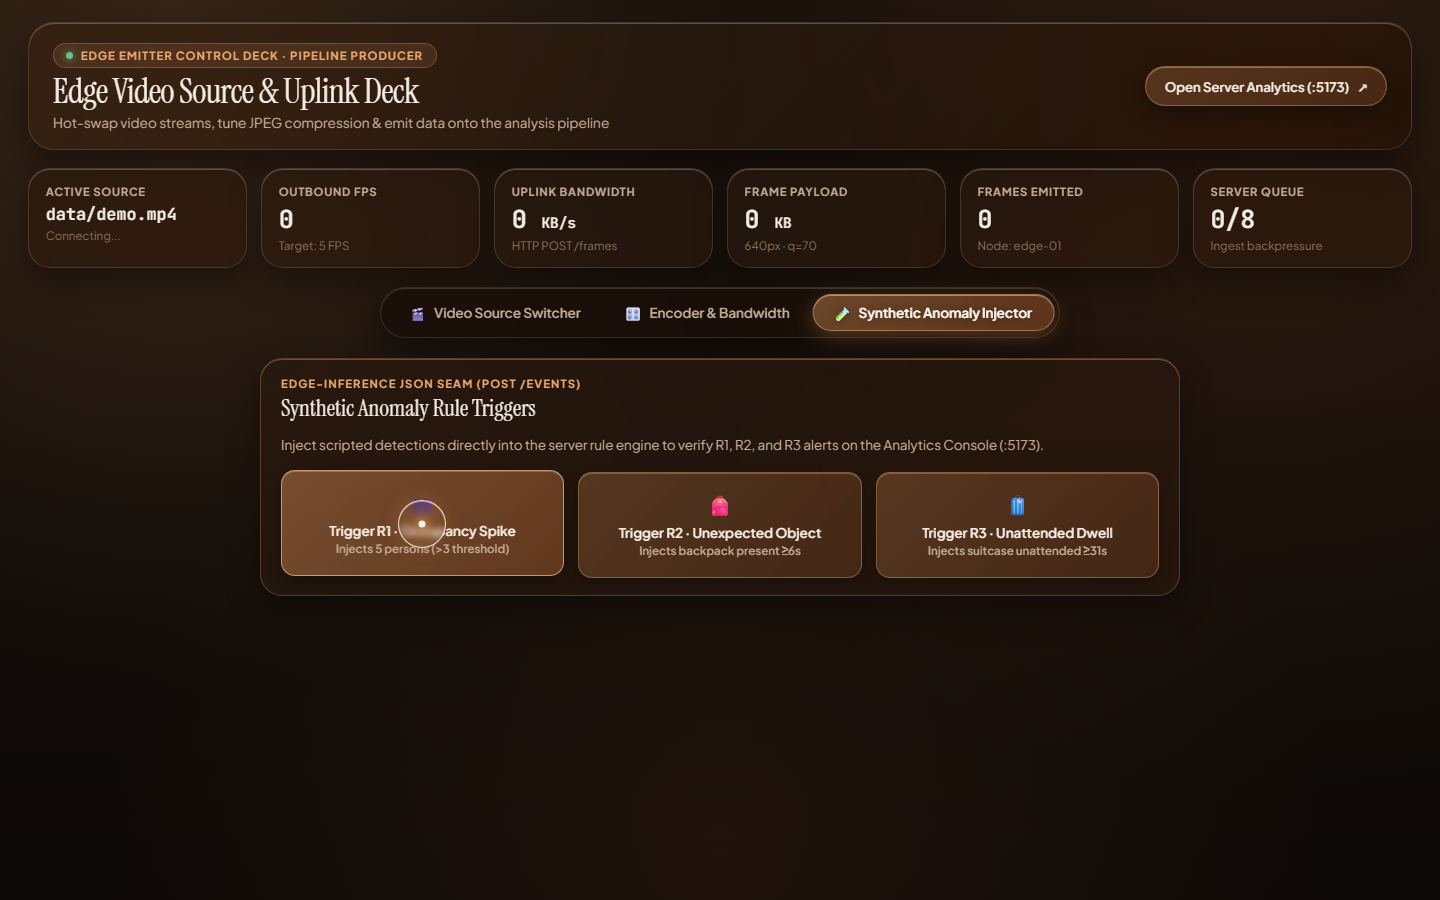 EDGE EMITTER CONTROL DECK · PIPELINE PRODUCER
Edge Video Source & Uplink Deck
Hot-swap video streams, tune JPEG compression & emit data onto the analysis pipeline
Open Server Analytics (:5173) ↗
ACTIVE SOURCE
data/demo.mp4
Connecting...
OUTBOUND FPS
0
Target: 5 FPS
UPLINK BANDWIDTH
0 KB/s
HTTP POST /frames
FRAME PAYLOAD
0 KB
640px · q=70
FRAMES EMITTED
0
Node: edge-01
SERVER QUEUE
0/8
Ingest backpressure
Video Source Switcher
Encoder & Bandwidth
Synthetic Anomaly Injector
EDGE-INFERENCE JSON SEAM (POST /EVENTS)
Synthetic Anomaly Rule Triggers
Inject scripted detections directly into the server rule engine to verify R1, R2, and R3 alerts on the Analytics Console (:5173).
Trigger R1 · Spike
Injects 5 persons (>3 threshold)
Trigger R2 · Unexpected Object
Injects backpack present ≥6s
Trigger R3 · Unattended Dwell
Injects suitcase unattended ≥31s